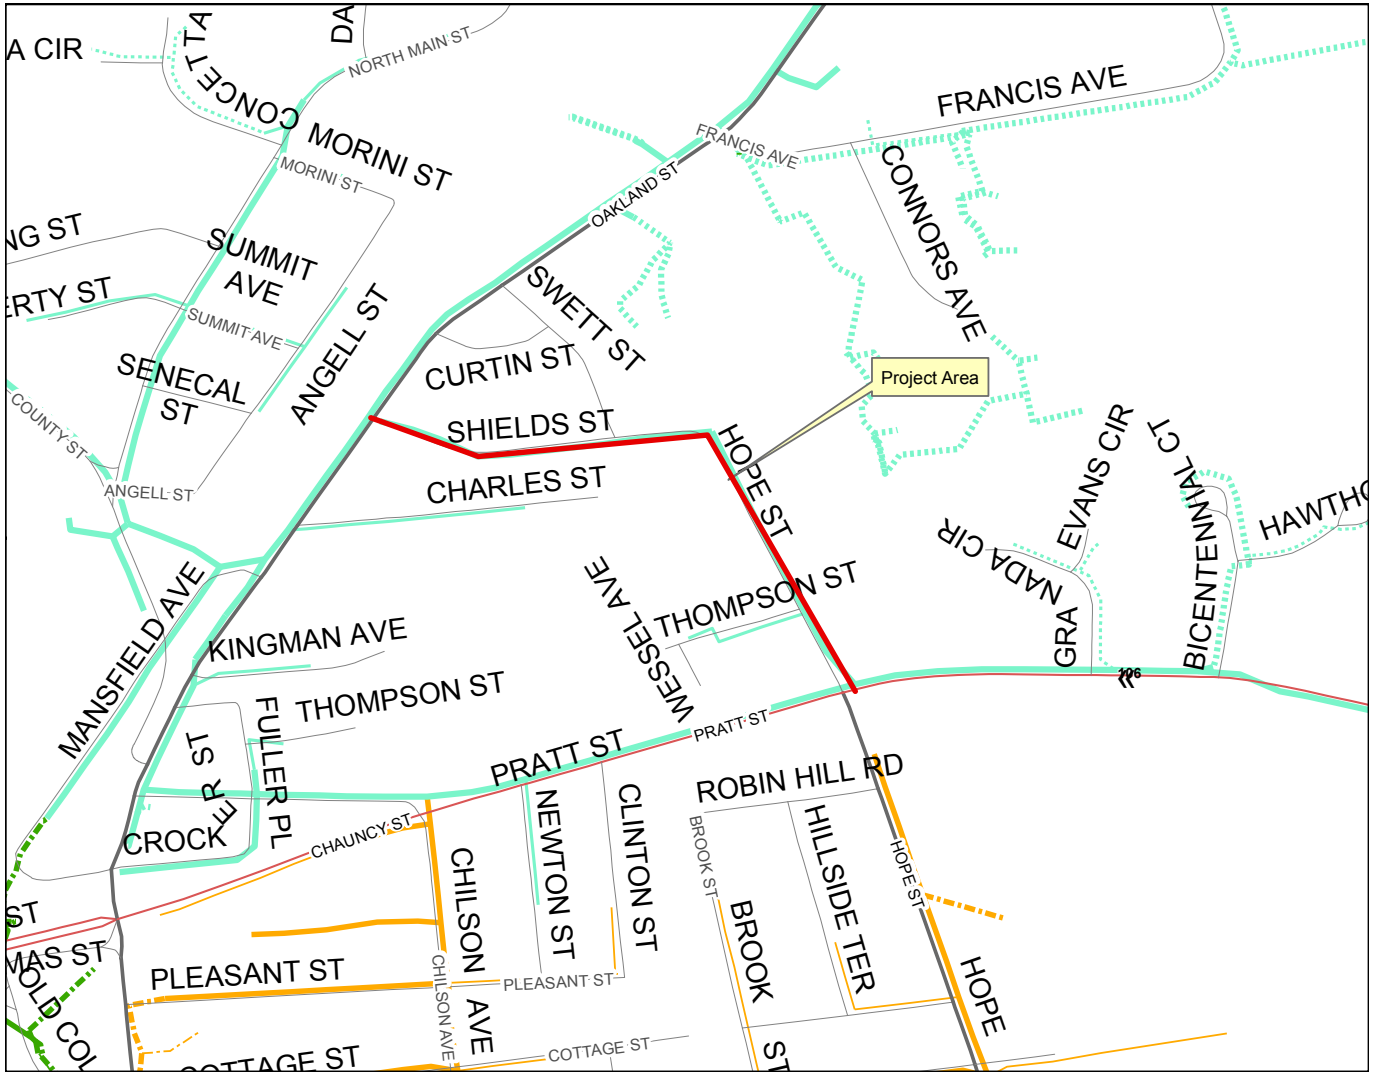 A CIR
CONCETTA
DA
NORTH MAIN ST
MORINI ST
MORINI ST
FRANCIS AVE
FRANCIS AVE
CONNORS AVE
OAKLAND ST
NG ST
SUMMIT
AVE
ERTY ST
SUMMIT AVE
ANGELL ST
SENECAL
ST
COUNTY ST
ANGELL ST
SWETT ST
CURTIN ST
Project Area
SHIELDS ST
HOPE ST
CHARLES ST
EVANS CIR
BICENTENNIAL CT
HAWTHO
NADA CIR
GRA
WESSEL AVE
THOMPSON ST
MANSFIELD AVE
KINGMAN AVE
THOMPSON ST
FULLER PL
106
PRATT ST
PRATT ST
ROBIN HILL RD
CROCK
ER ST
CHAUNCY ST
NEWTON ST
CLINTON ST
HILLSIDE TER
BROOK ST
HOPE ST
CHILSON
AVE
BROOK
ST
ST
MAS ST
OLD COL
PLEASANT ST
PLEASANT ST
CHILSON AVE
HOPE
COTTAGE ST
COTTAGE ST